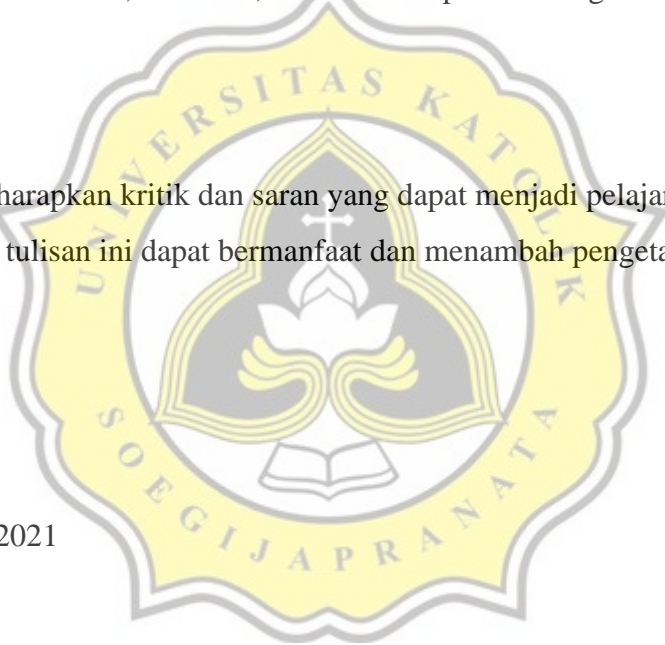 UNIVERSITAS KATOLIK
harapkan kritik dan saran yang dapat menjadi pelajar
tulisan ini dapat bermanfaat dan menambah pengeta
SOEGIJAPRANATA
2021